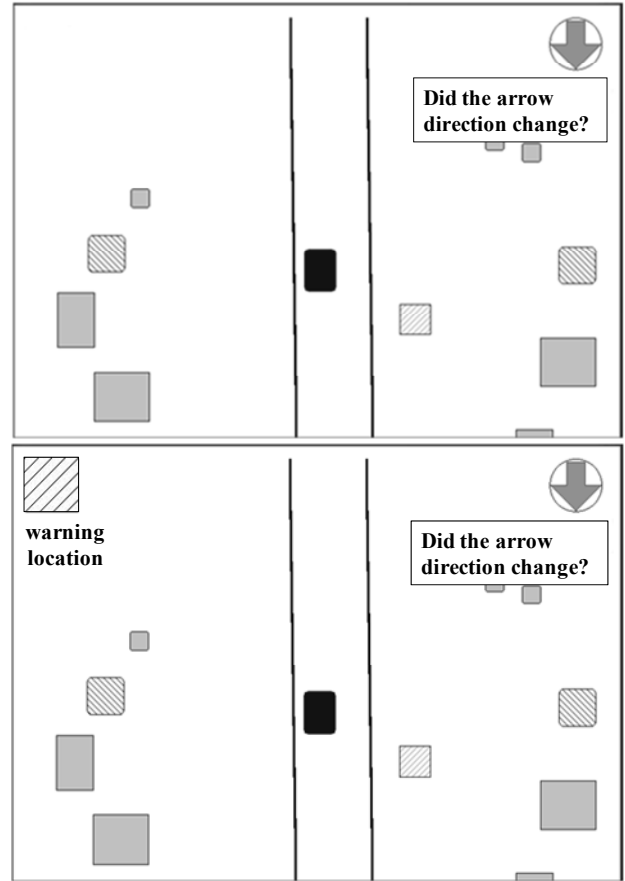 Did the arrow
direction change?
warning
location
Did the arrow
direction change?